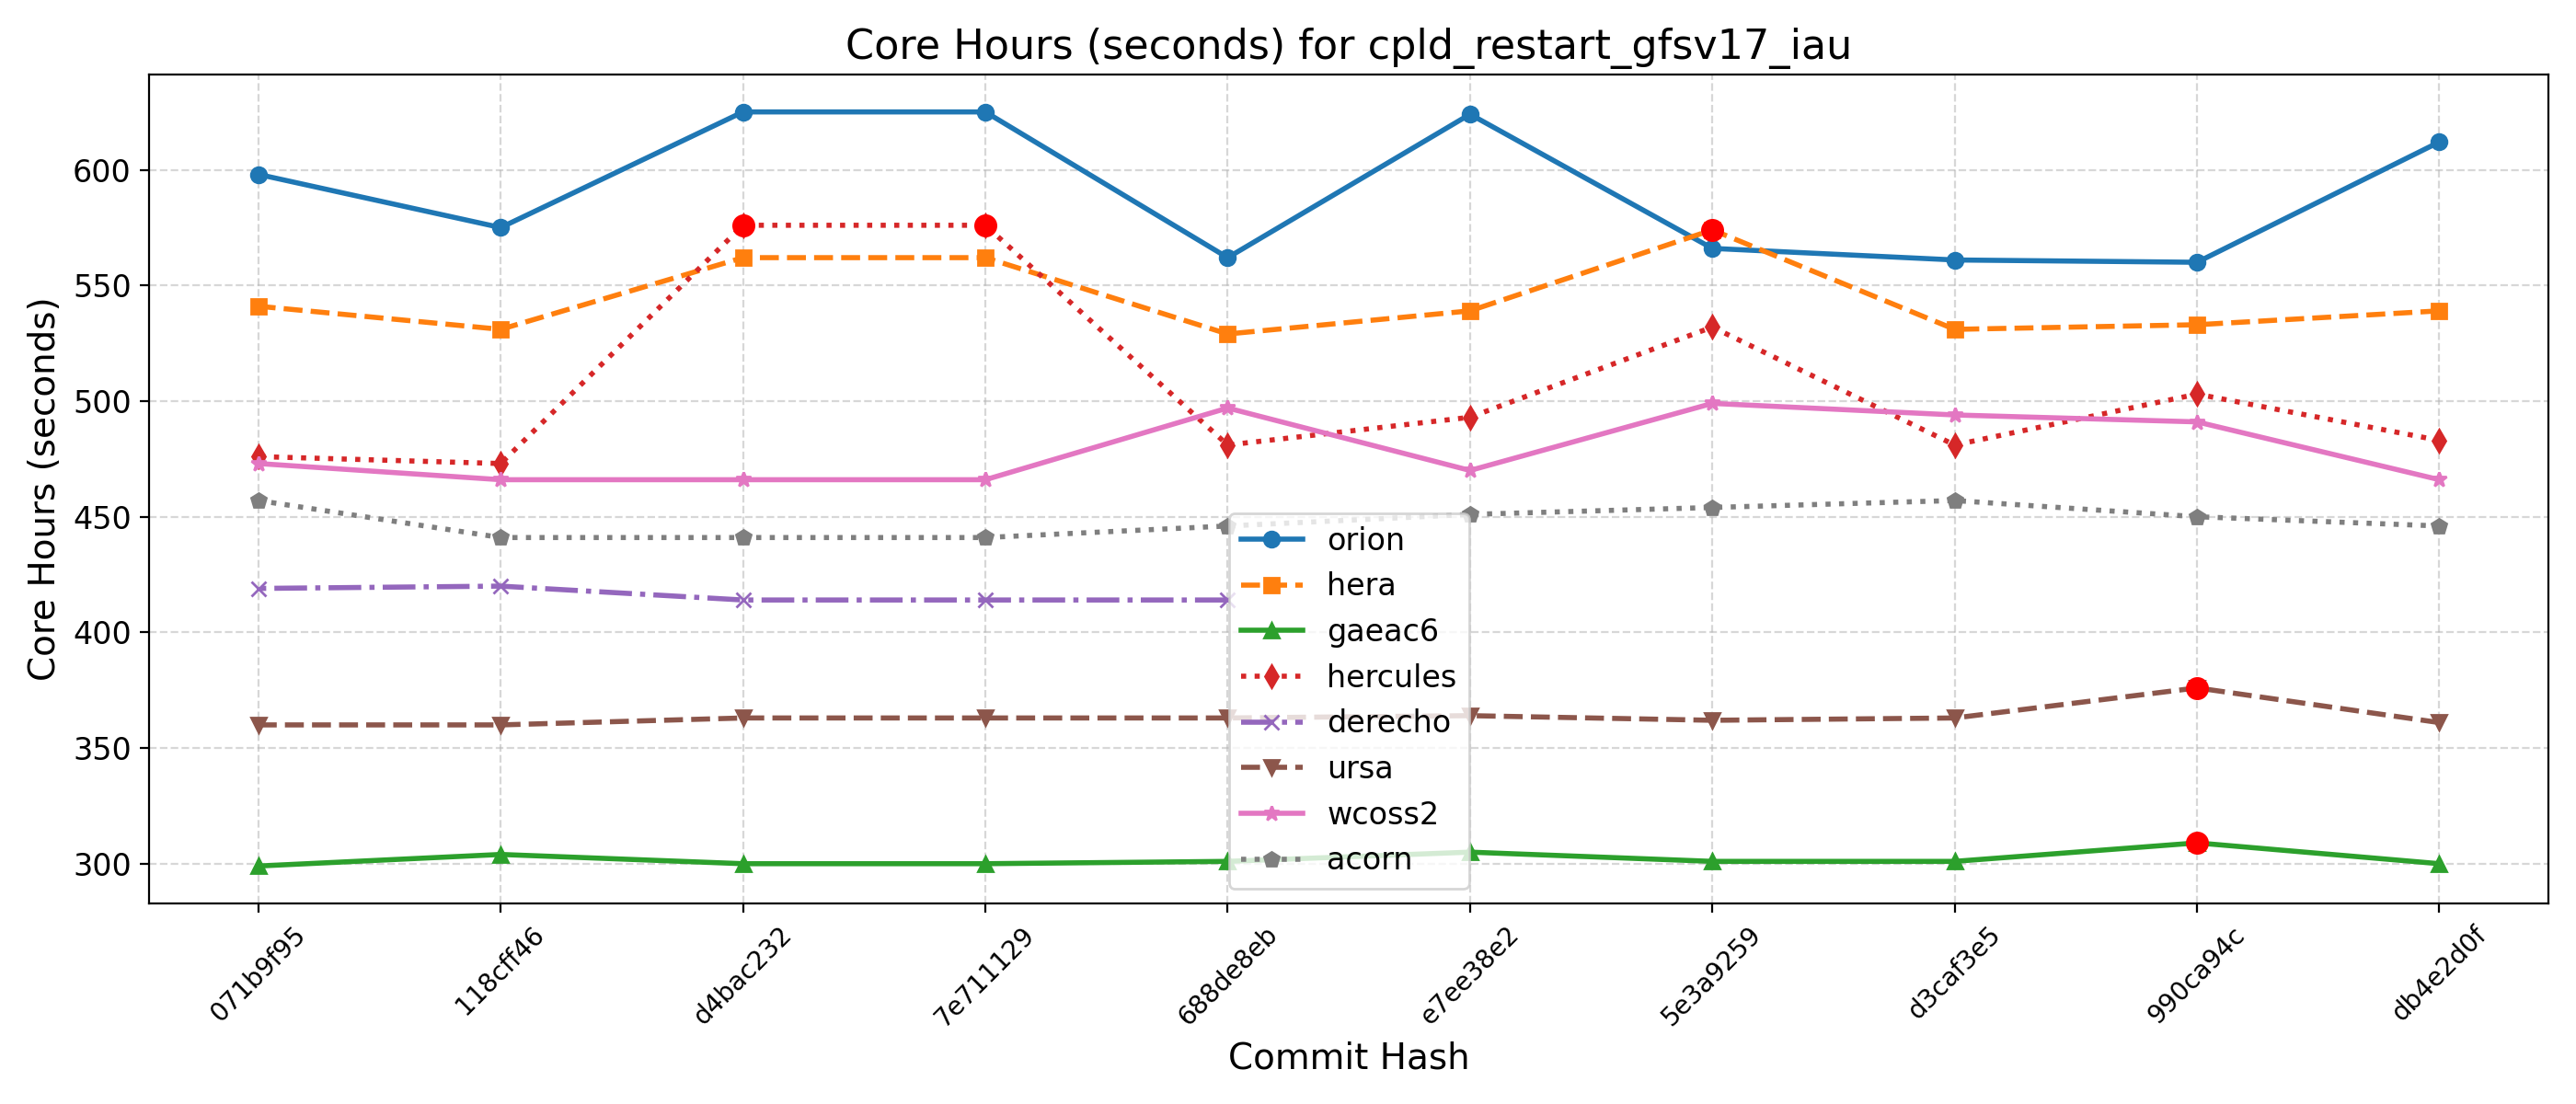 Core Hours (seconds) for cpld_restart_gfsv17_iau
Core Hours (seconds)
600
550
500
450
400
350
300
orion
hera
gaeac6
hercules
derecho
ursa
wcoss2
acorn
071b9f95
118cff46
d4bac232
7e711129
688de8eb
e7ee38e2
5e3a9259
d3caf3e5
990ca94c
db4e2d0f
Commit Hash